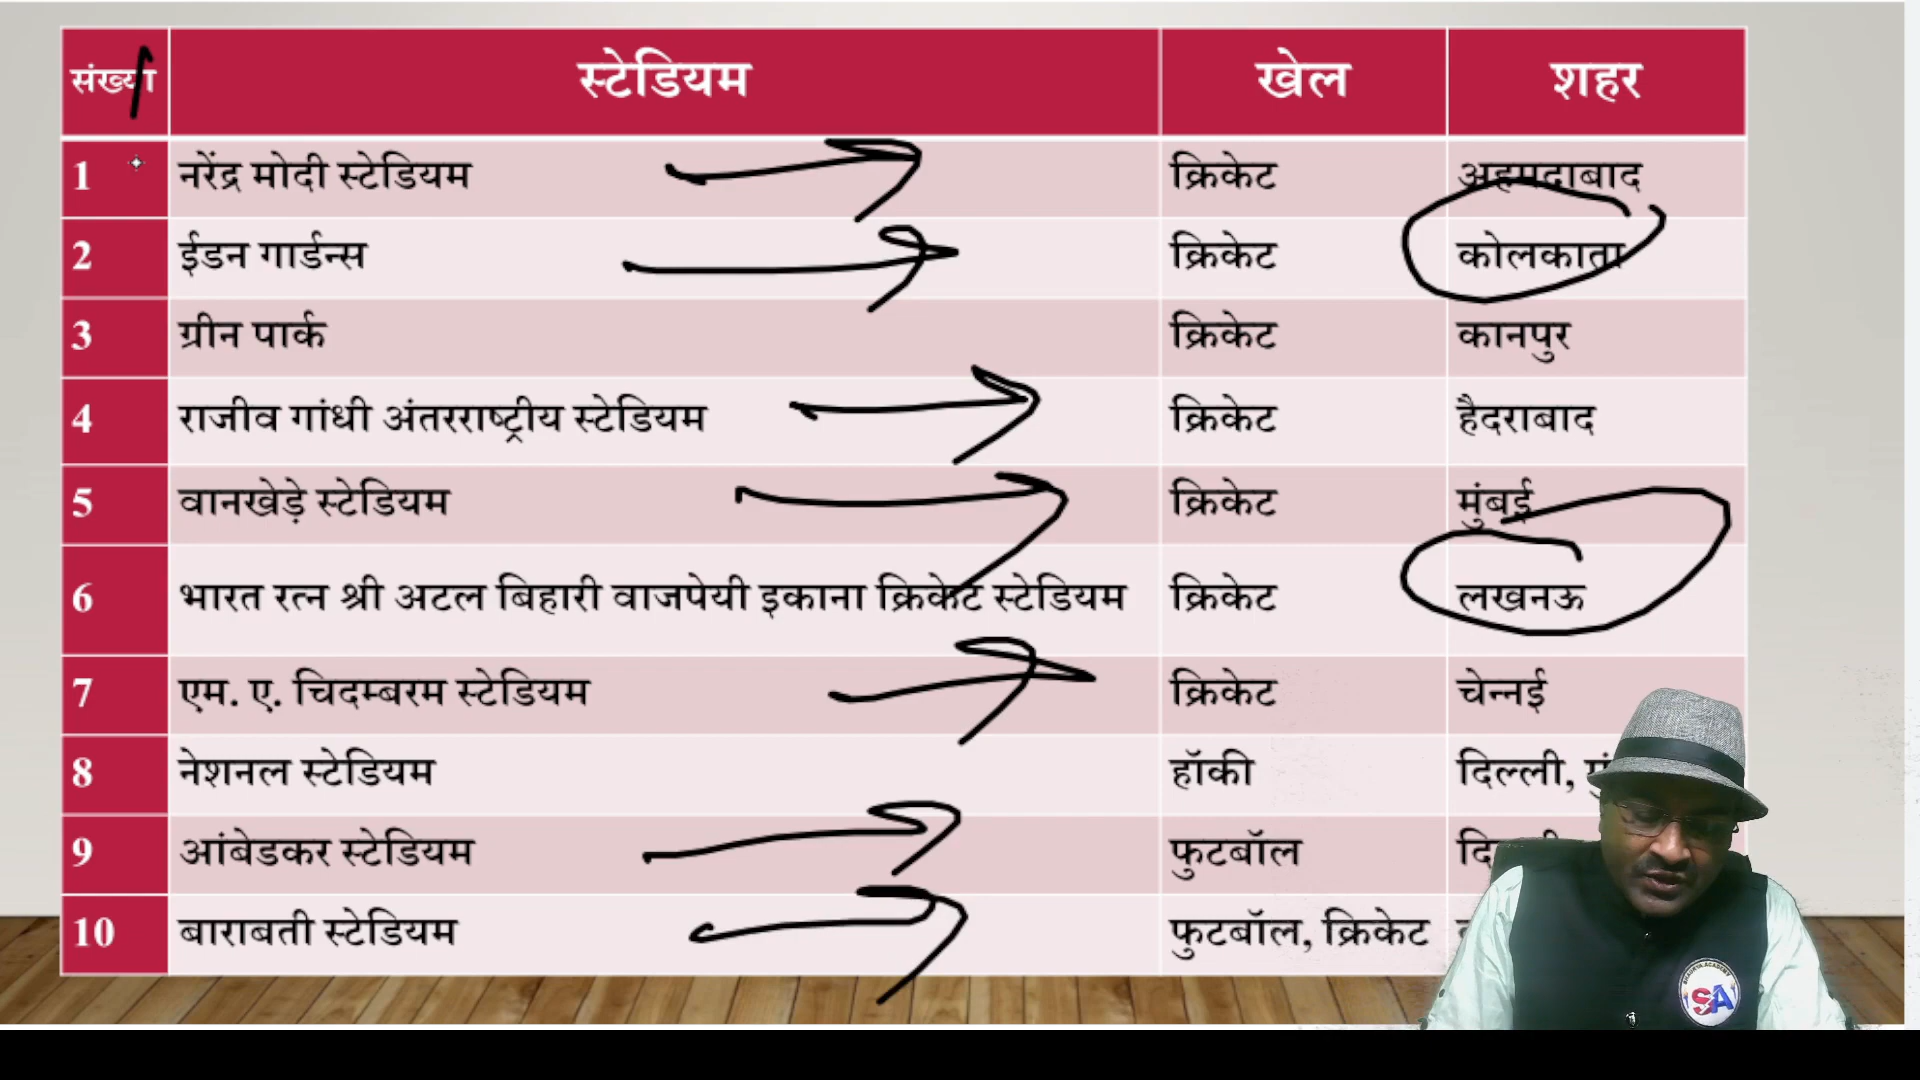 संख्या स्टेडियम खेल शहर
1 नरेंद्र मोदी स्टेडियम क्रिकेट अहमदाबाद
2 ईडन गार्डन्स क्रिकेट कोलकाता
3 ग्रीन पार्क क्रिकेट कानपुर
4 राजीव गांधी अंतरराष्ट्रीय स्टेडियम क्रिकेट हैदराबाद
5 वानखेड़े स्टेडियम क्रिकेट मुंबई
6 भारत रत्न श्री अटल बिहारी वाजपेयी इकाना क्रिकेट स्टेडियम क्रिकेट लखनऊ
7 एम. ए. चिदम्बरम स्टेडियम क्रिकेट चेन्नई
8 नेशनल स्टेडियम हॉकी दिल्ली,
9 आंबेडकर स्टेडियम फुटबॉल
10 बाराबती स्टेडियम फुटबॉल, क्रिकेट
SA